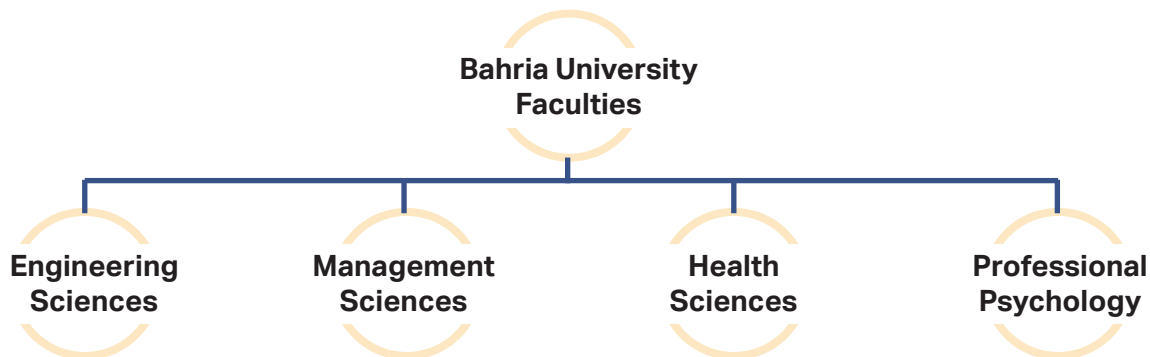 Bahria University
Faculties
Engineering
Sciences
Management
Sciences
Health
Sciences
Professional
Psychology